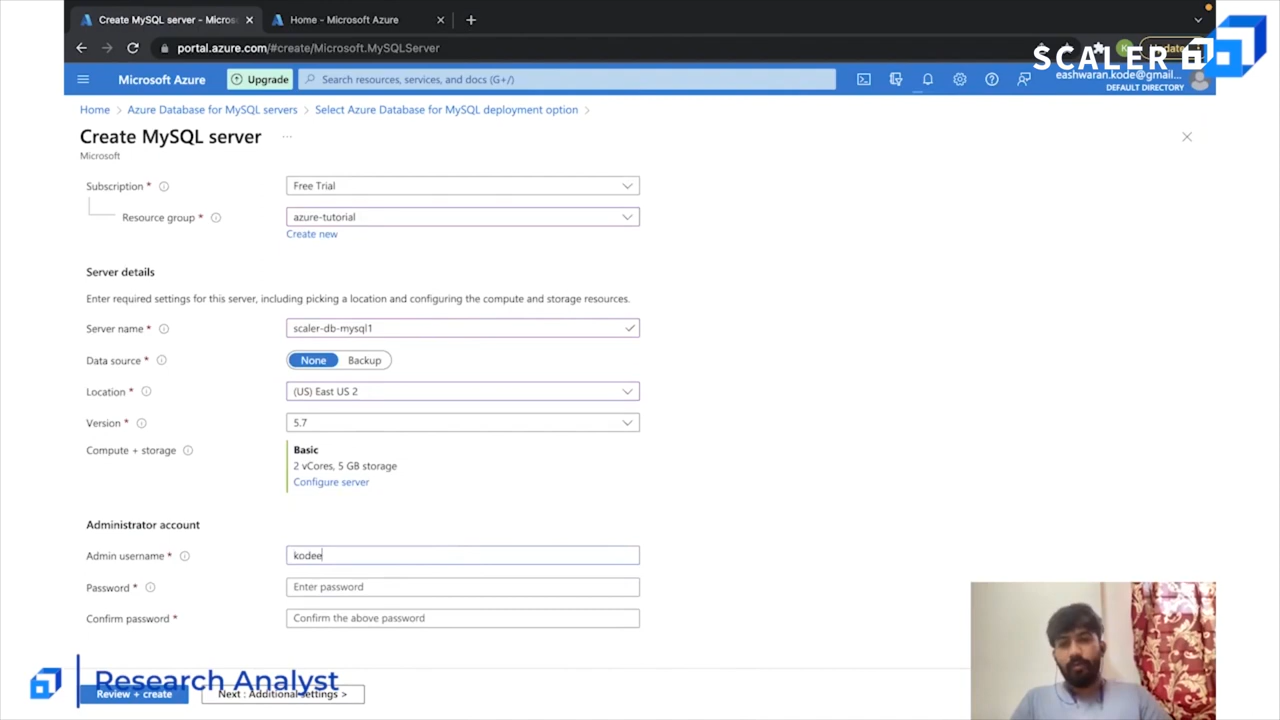 Create MySQL server - Micros
Home - Microsoft Azure
portal.azure.com/#create/Microsoft.MySQLServer
SCALER
Microsoft Azure
Upgrade
Search resources, services, and docs (G+/)
eashwaran.kode@gmail...
DEFAULT DIRECTORY
Home > Azure Database for MySQL servers > Select Azure Database for MySQL deployment option >
Create MySQL server ...
Microsoft
Subscription * Free Trial
Resource group * azure-tutorial
Create new
Server details
Enter required settings for this server, including picking a location and configuring the compute and storage resources.
Server name * scaler-db-mysql1
Data source * None Backup
Location * (US) East US 2
Version * 5.7
Compute + storage Basic
2 vCores, 5 GB storage
Configure server
Administrator account
Admin username * kodee
Password * Enter password
Confirm password * Confirm the above password
Research Analyst
Review + create Next : Additional settings >